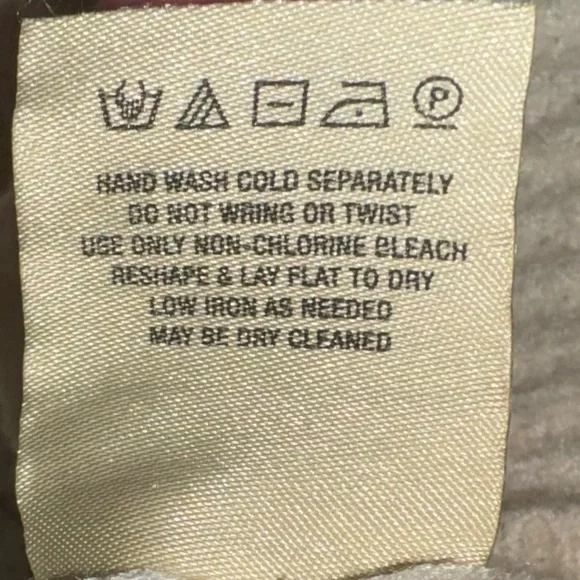 P
HAND WASH COLD SEPARATELY
DO NOT WRING OR TWIST
USE ONLY NON-CHLORINE BLEACH
RESHAPE & LAY FLAT TO DRY
LOW IRON AS NEEDED
MAY BE DRY CLEANED